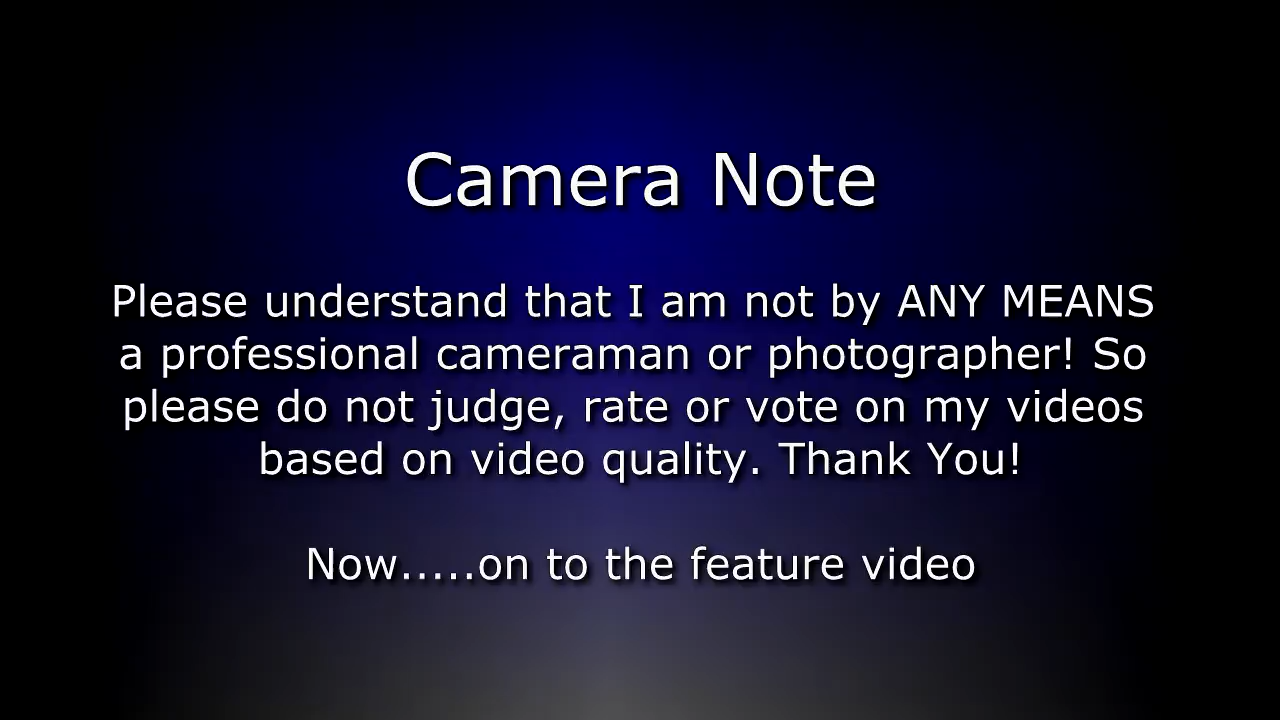 Camera Note
Please understand that I am not by ANY MEANS
a professional cameraman or photographer! So
please do not judge, rate or vote on my videos
based on video quality. Thank You!
Now.....on to the feature video